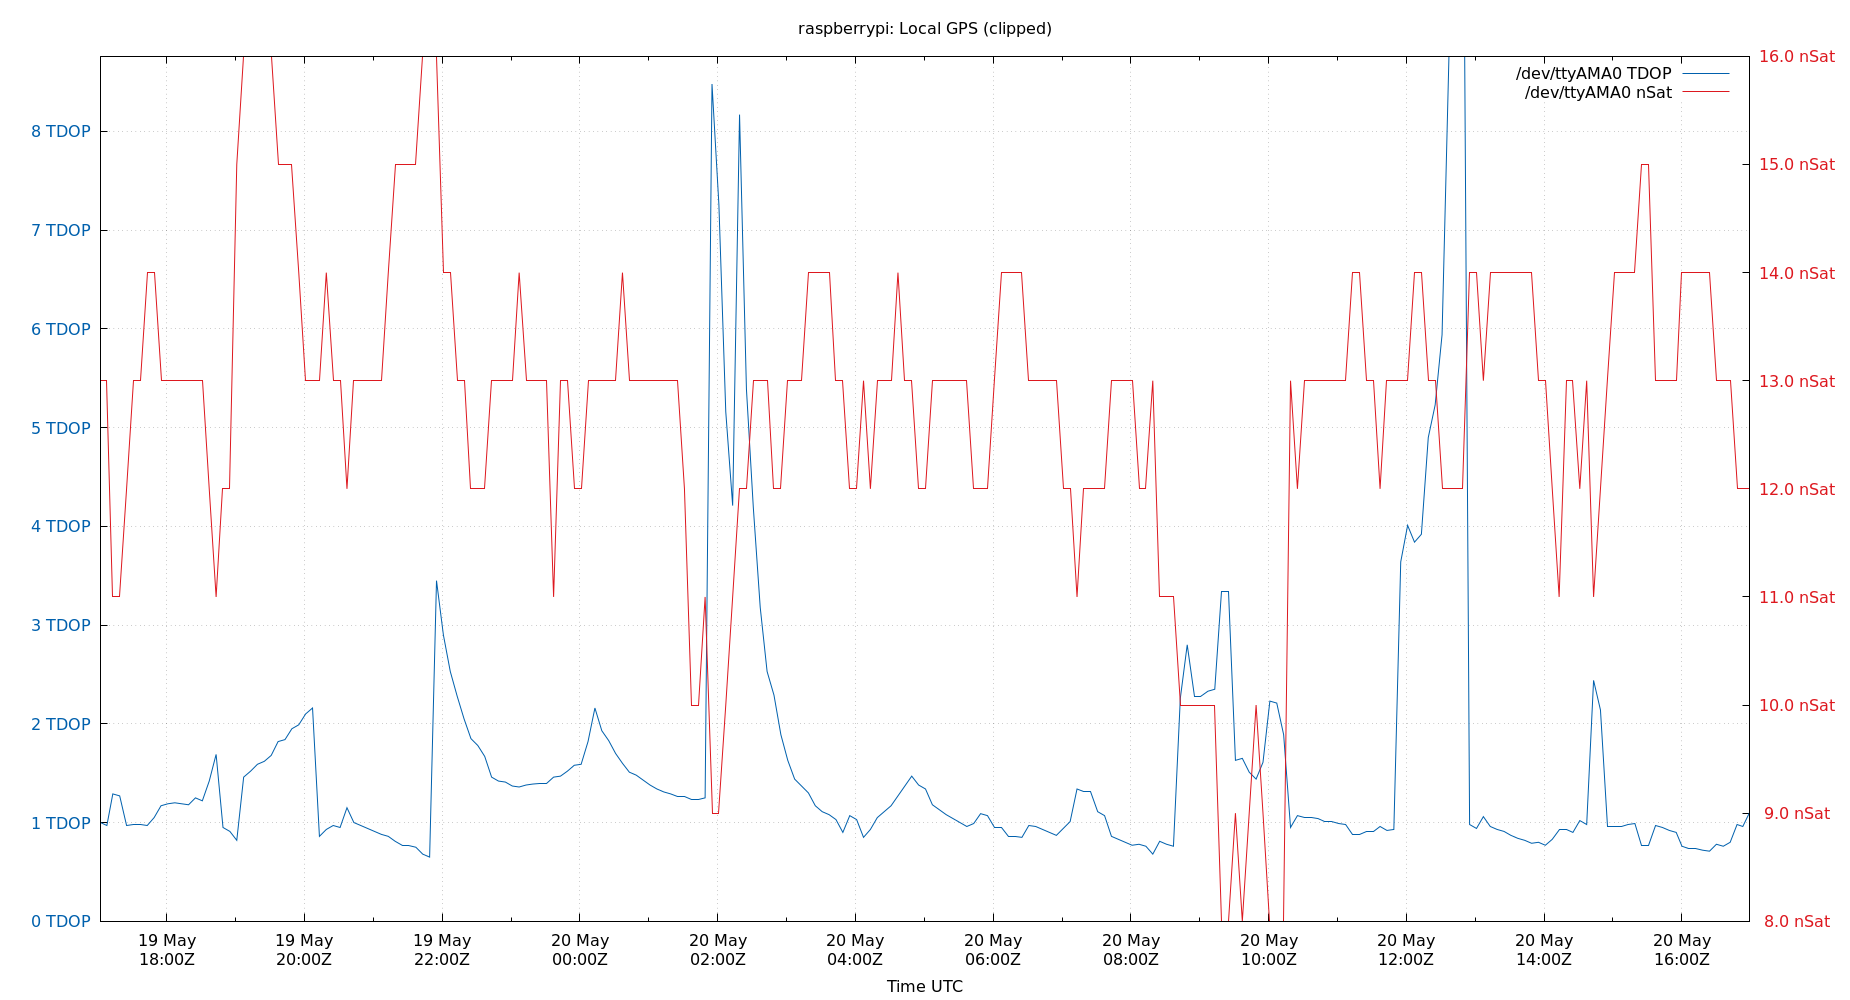 raspberrypi: Local GPS (clipped)
/dev/ttyAMA0 TDOP
/dev/ttyAMA0 nSat
8 TDOP
7 TDOP
6 TDOP
5 TDOP
4 TDOP
3 TDOP
2 TDOP
1 TDOP
0 TDOP
16.0 nSat
15.0 nSat
14.0 nSat
13.0 nSat
12.0 nSat
11.0 nSat
10.0 nSat
9.0 nSat
8.0 nSat
19 May 19 May 19 May 20 May 20 May 20 May 20 May 20 May 20 May 20 May 20 May 20 May
18:00Z 20:00Z 22:00Z 00:00Z 02:00Z 04:00Z 06:00Z 08:00Z 10:00Z 12:00Z 14:00Z 16:00Z
Time UTC